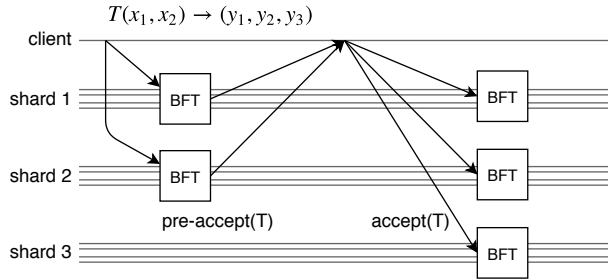 T(x₁, x₂) → (y₁, y₂, y₃)
client
shard 1
BFT
BFT
shard 2
BFT
BFT
pre-accept(T)
accept(T)
shard 3
BFT